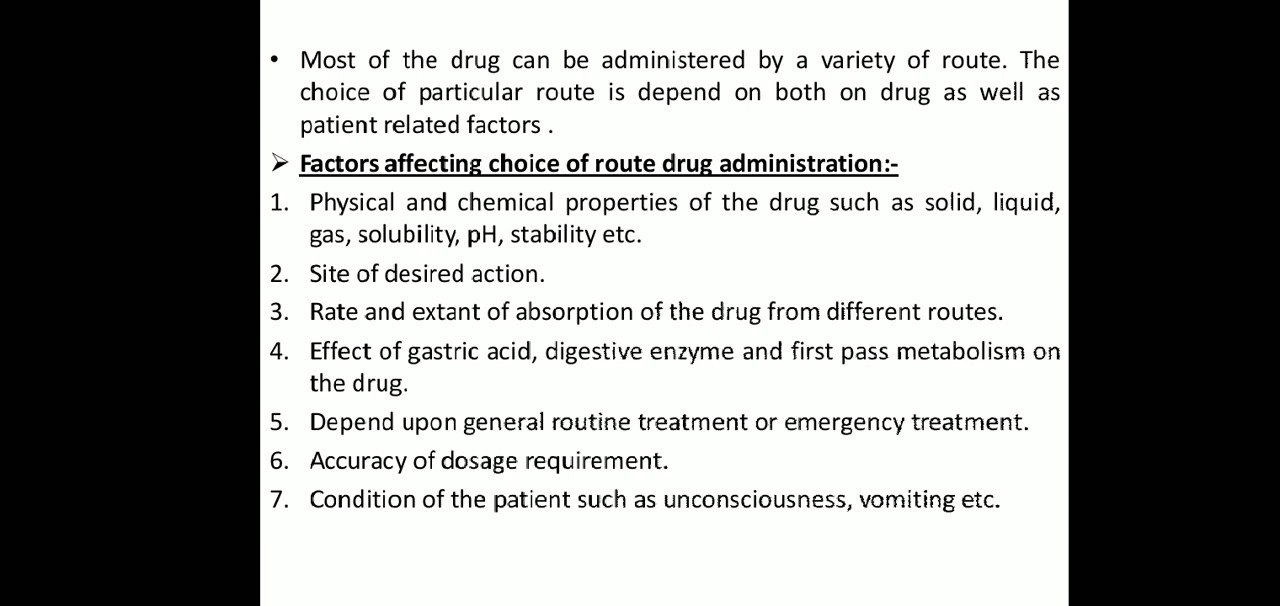 • Most of the drug can be administered by a variety of route. The
choice of particular route is depend on both on drug as well as
patient related factors .
➢ Factors affecting choice of route drug administration:-
1. Physical and chemical properties of the drug such as solid, liquid,
gas, solubility, pH, stability etc.
2. Site of desired action.
3. Rate and extant of absorption of the drug from different routes.
4. Effect of gastric acid, digestive enzyme and first pass metabolism on
the drug.
5. Depend upon general routine treatment or emergency treatment.
6. Accuracy of dosage requirement.
7. Condition of the patient such as unconsciousness, vomiting etc.